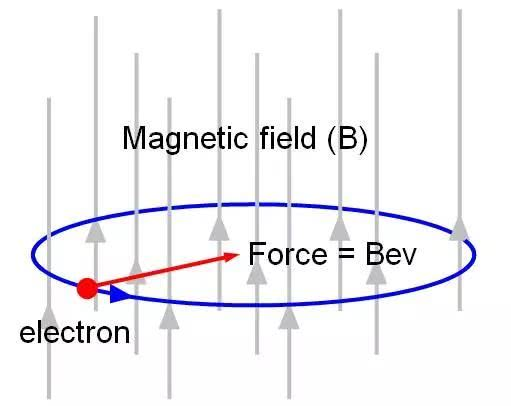 Magnetic field (B)
Force = Bev
electron